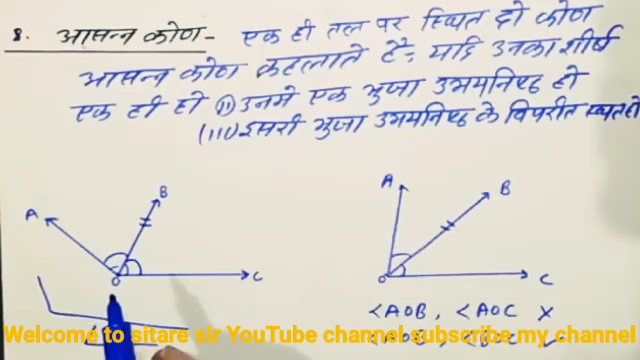 8. आसन्न कोण - एक ही तल पर स्थित दो कोण
आसन्न कोण कहलाते है, यदि उनका शीर्ष
एक ही हो (ii) उनमे एक भुजा उभयनिष्ठ हो
(iii) दूसरी भुजा उभयनिष्ठ के विपरीत स्थित हो
A B O C
A B O C
<AOB, <AOC X
Welcome to sitare sir YouTube channel subscribe my channel